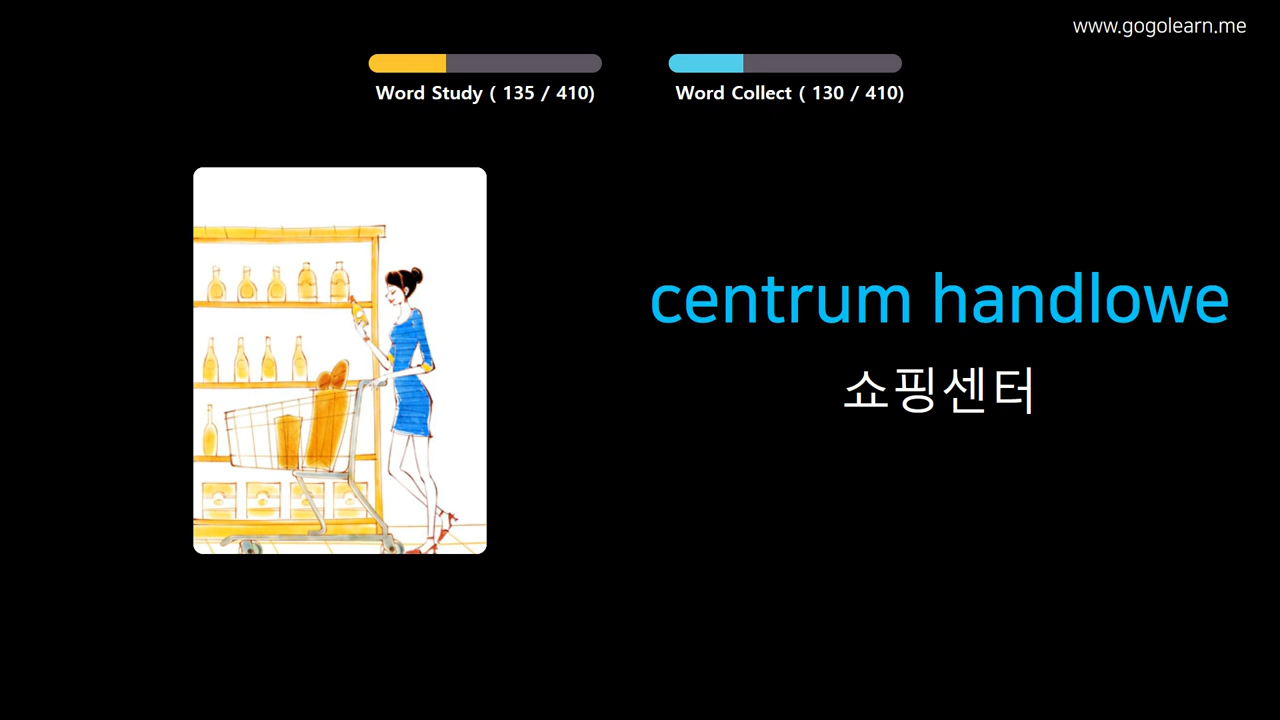 www.gogolearn.me
Word Study ( 135 / 410)
Word Collect ( 130 / 410)
centrum handlowe
쇼핑센터